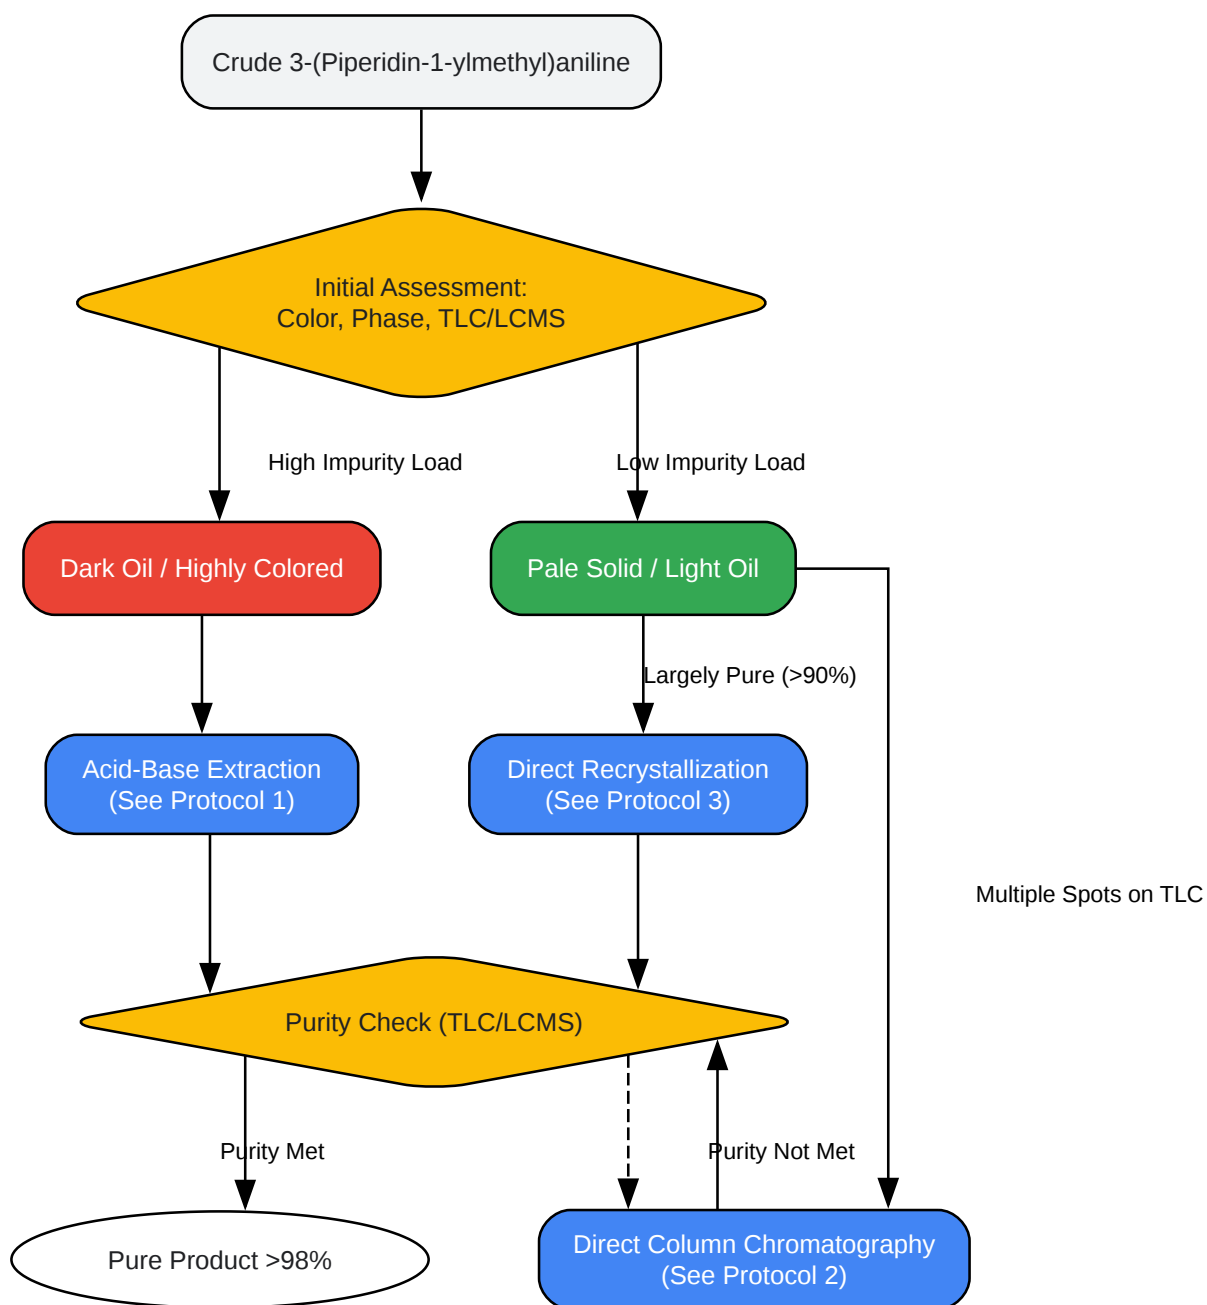 Crude 3-(Piperidin-1-ylmethyl)aniline
Initial Assessment:
Color, Phase, TLC/LCMS
High Impurity Load
Low Impurity Load
Dark Oil / Highly Colored
Pale Solid / Light Oil
Largely Pure (>90%)
Acid-Base Extraction
(See Protocol 1)
Direct Recrystallization
(See Protocol 3)
Multiple Spots on TLC
Purity Check (TLC/LCMS)
Purity Met
Purity Not Met
Pure Product >98%
Direct Column Chromatography
(See Protocol 2)